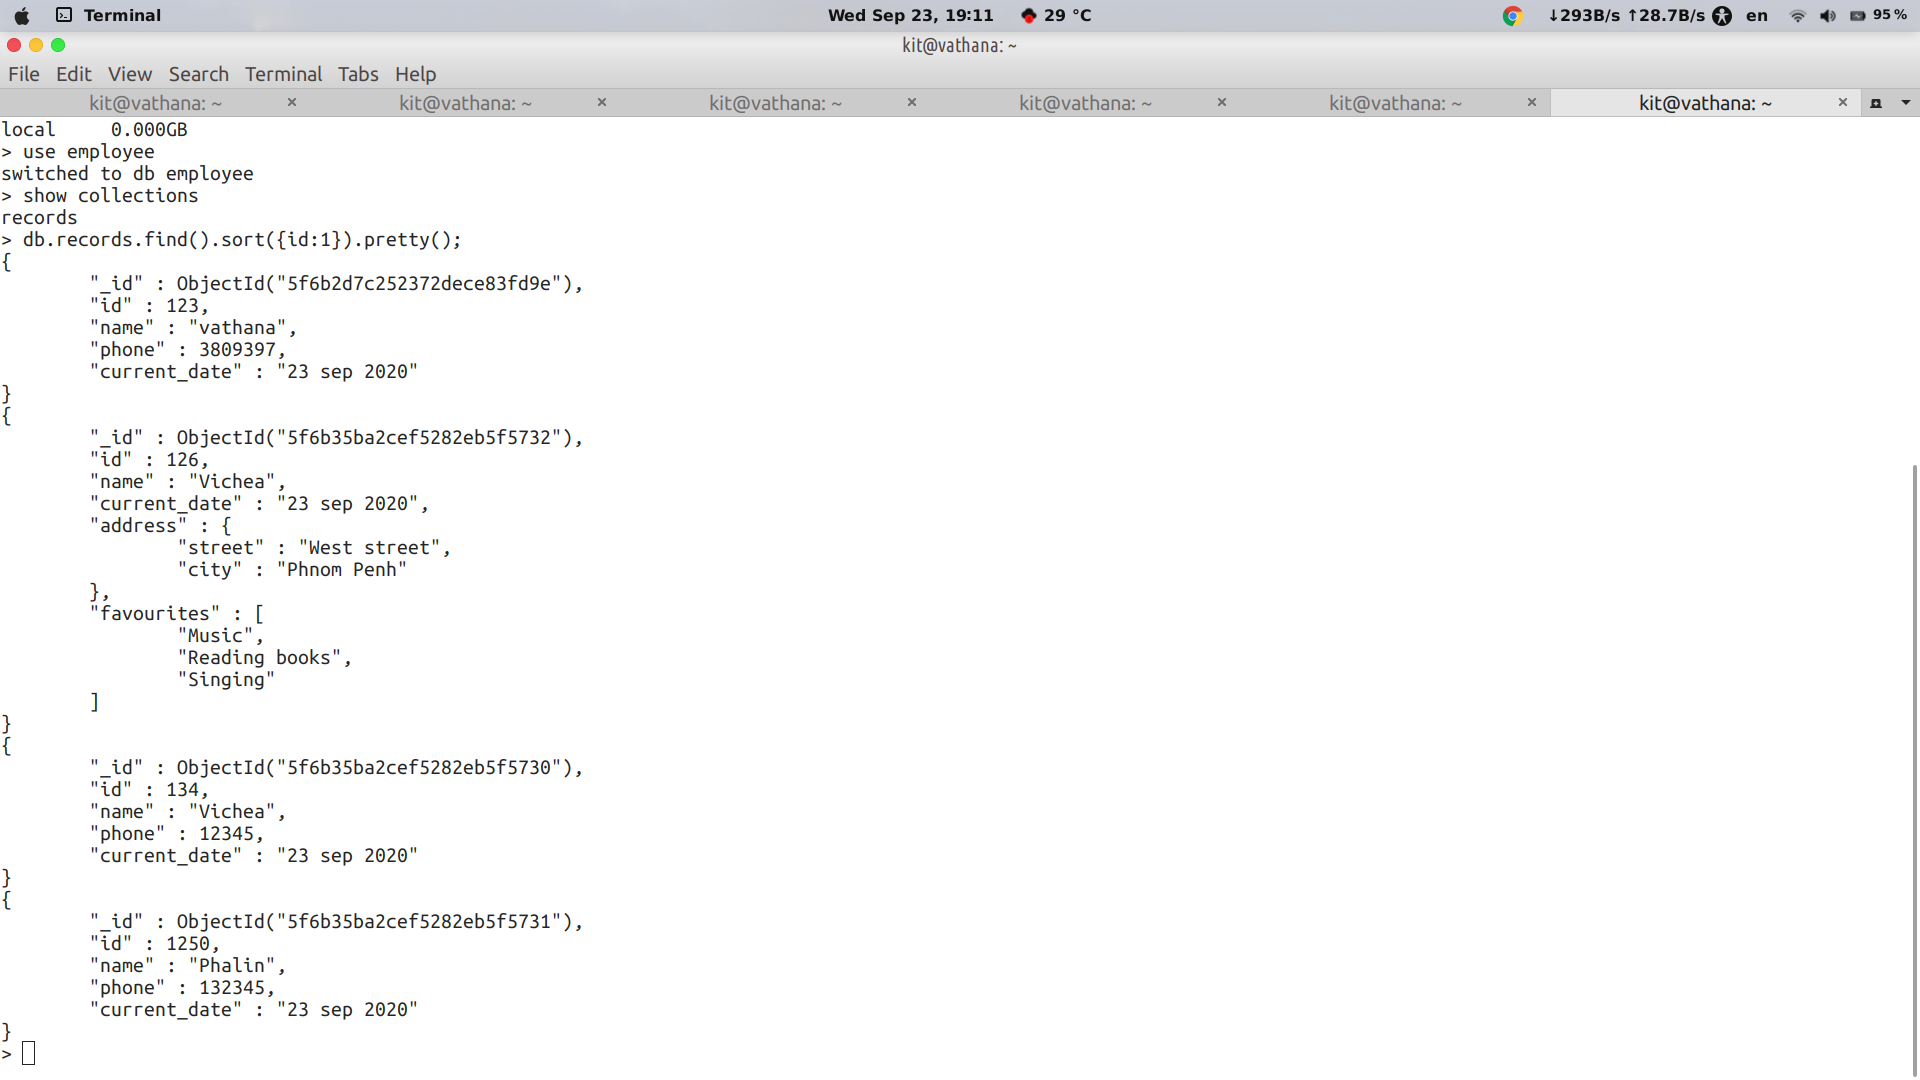 Terminal Wed Sep 23, 19:11 29 °C ↓293B/s ↑28.7B/s en 95%
kit@vathana: ~
File Edit View Search Terminal Tabs Help
kit@vathana: ~ × kit@vathana: ~ × kit@vathana: ~ × kit@vathana: ~ × kit@vathana: ~ × kit@vathana: ~ ×
local     0.000GB
> use employee
switched to db employee
> show collections
records
> db.records.find().sort({id:1}).pretty();
{
        "_id" : ObjectId("5f6b2d7c252372dece83fd9e"),
        "id" : 123,
        "name" : "vathana",
        "phone" : 3809397,
        "current_date" : "23 sep 2020"
}
{
        "_id" : ObjectId("5f6b35ba2cef5282eb5f5732"),
        "id" : 126,
        "name" : "Vichea",
        "current_date" : "23 sep 2020",
        "address" : {
                "street" : "West street",
                "city" : "Phnom Penh"
        },
        "favourites" : [
                "Music",
                "Reading books",
                "Singing"
        ]
}
{
        "_id" : ObjectId("5f6b35ba2cef5282eb5f5730"),
        "id" : 134,
        "name" : "Vichea",
        "phone" : 12345,
        "current_date" : "23 sep 2020"
}
{
        "_id" : ObjectId("5f6b35ba2cef5282eb5f5731"),
        "id" : 1250,
        "name" : "Phalin",
        "phone" : 132345,
        "current_date" : "23 sep 2020"
}
>